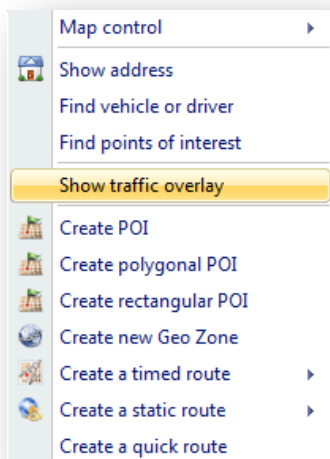 Map control
Show address
Find vehicle or driver
Find points of interest
Show traffic overlay
Create POI
Create polygonal POI
Create rectangular POI
Create new Geo Zone
Create a timed route
Create a static route
Create a quick route